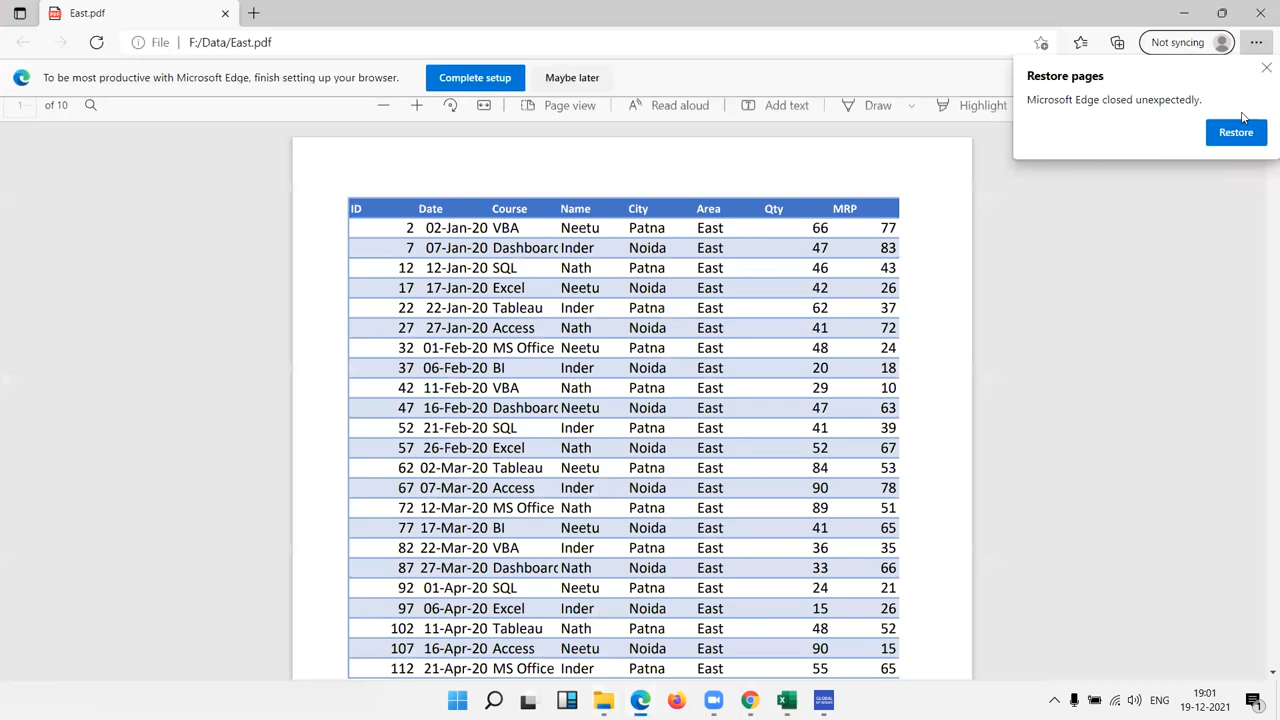 East.pdf
File F:/Data/East.pdf Not syncing
To be most productive with Microsoft Edge, finish setting up your browser. Complete setup Maybe later
Restore pages
Microsoft Edge closed unexpectedly.
Restore
1 of 10 Page view Read aloud Add text Draw Highlight
ID Date Course Name City Area Qty MRP
2 02-Jan-20 VBA Neetu Patna East 66 77
7 07-Jan-20 Dashboard Inder Noida East 47 83
12 12-Jan-20 SQL Nath Patna East 46 43
17 17-Jan-20 Excel Neetu Noida East 42 26
22 22-Jan-20 Tableau Inder Patna East 62 37
27 27-Jan-20 Access Nath Noida East 41 72
32 01-Feb-20 MS Office Neetu Patna East 48 24
37 06-Feb-20 BI Inder Noida East 20 18
42 11-Feb-20 VBA Nath Patna East 29 10
47 16-Feb-20 Dashboard Neetu Noida East 47 63
52 21-Feb-20 SQL Inder Patna East 41 39
57 26-Feb-20 Excel Nath Noida East 52 67
62 02-Mar-20 Tableau Neetu Patna East 84 53
67 07-Mar-20 Access Inder Noida East 90 78
72 12-Mar-20 MS Office Nath Patna East 89 51
77 17-Mar-20 BI Neetu Noida East 41 65
82 22-Mar-20 VBA Inder Patna East 36 35
87 27-Mar-20 Dashboard Nath Noida East 33 66
92 01-Apr-20 SQL Neetu Patna East 24 21
97 06-Apr-20 Excel Inder Noida East 15 26
102 11-Apr-20 Tableau Nath Patna East 48 52
107 16-Apr-20 Access Neetu Noida East 90 15
112 21-Apr-20 MS Office Inder Patna East 55 65
ENG 19:01
19-12-2021 1